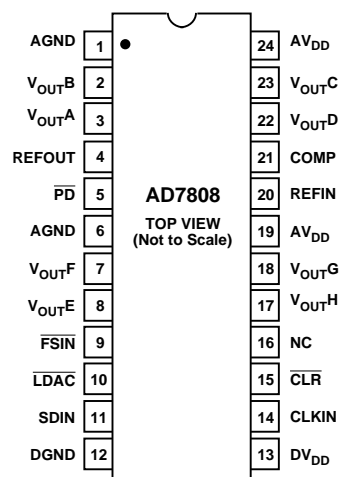 AGND 1 24 AVDD
VOUTB 2 23 VOUTC
VOUTA 3 22 VOUTD
REFOUT 4 21 COMP
PD 5 AD7808 20 REFIN
TOP VIEW
AGND 6 (Not to Scale) 19 AVDD
VOUTF 7 18 VOUTG
VOUTE 8 17 VOUTH
FSIN 9 16 NC
LDAC 10 15 CLR
SDIN 11 14 CLKIN
DGND 12 13 DVDD